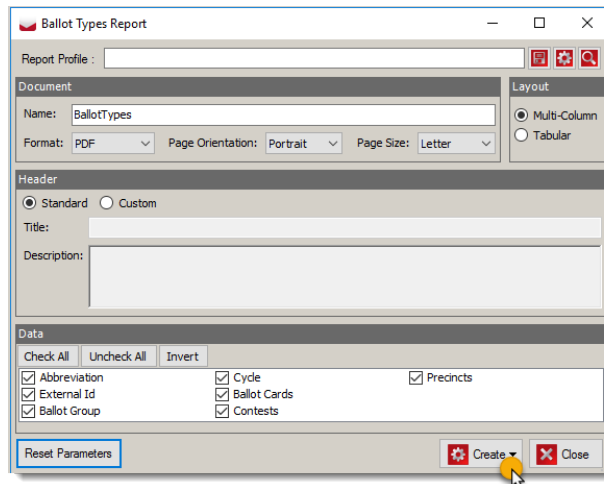 Ballot Types Report
Report Profile :
Document
Layout
Name: BallotTypes
Multi-Column
Format: PDF Page Orientation: Portrait Page Size: Letter
Tabular
Header
Standard Custom
Title:
Description:
Data
Check All Uncheck All Invert
Abbreviation Cycle Precincts
External Id Ballot Cards
Ballot Group Contests
Reset Parameters Create Close